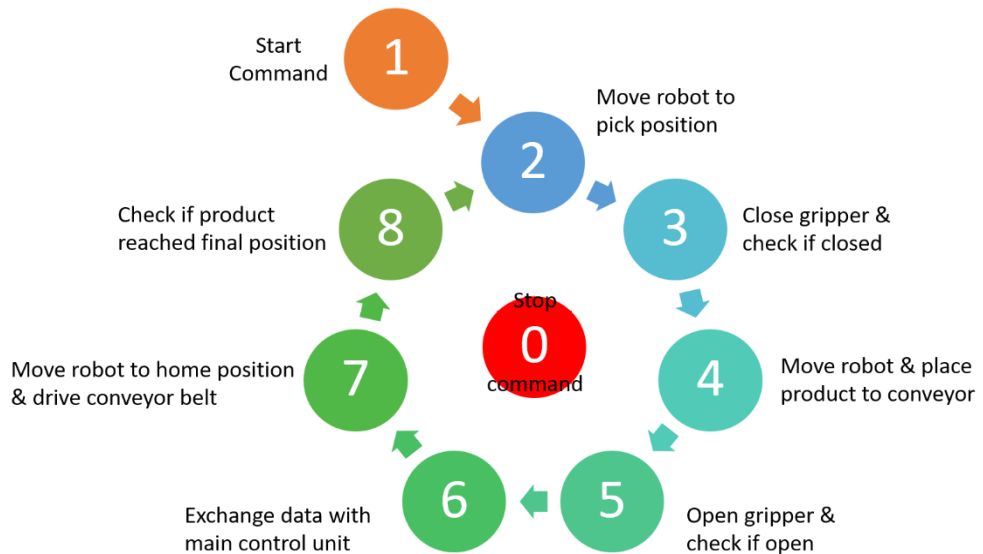 Start
Command
1
Move robot to
pick position
2
Close gripper &
check if closed
3
Move robot & place
product to conveyor
4
Open gripper &
check if open
5
Exchange data with
main control unit
6
Move robot to home position
& drive conveyor belt
7
Check if product
reached final position
8
Stop
0
command